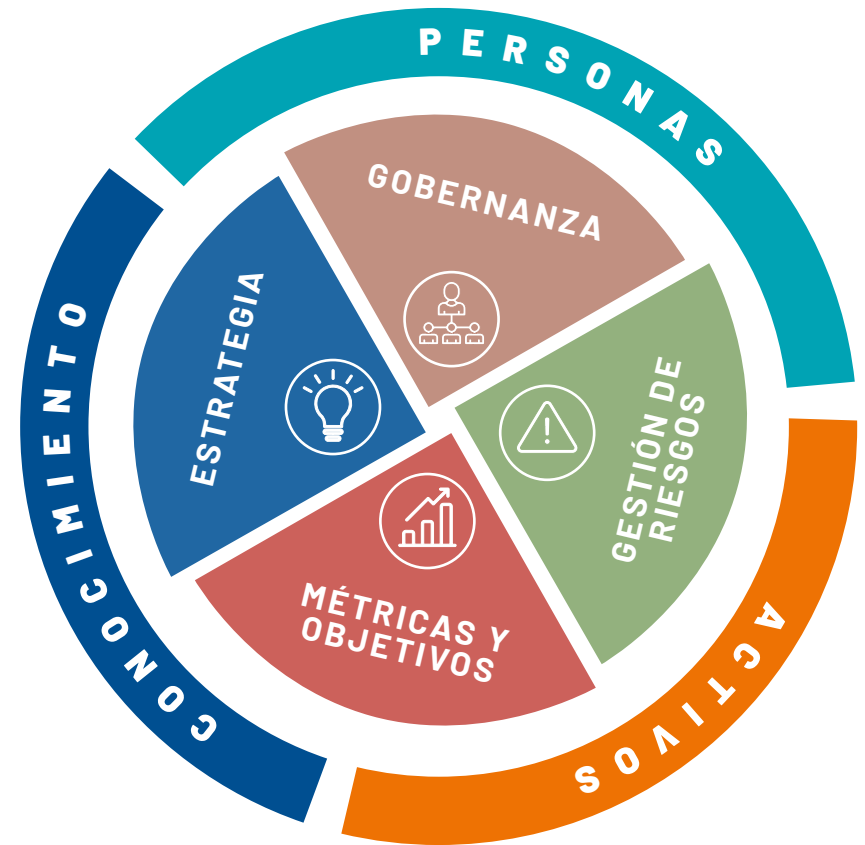 PERSONAS
GOBERNANZA
ESTRATEGIA
GESTIÓN DE
RIESGOS
MÉTRICAS Y
OBJETIVOS
CONOCIMIENTO
ACTIVOS